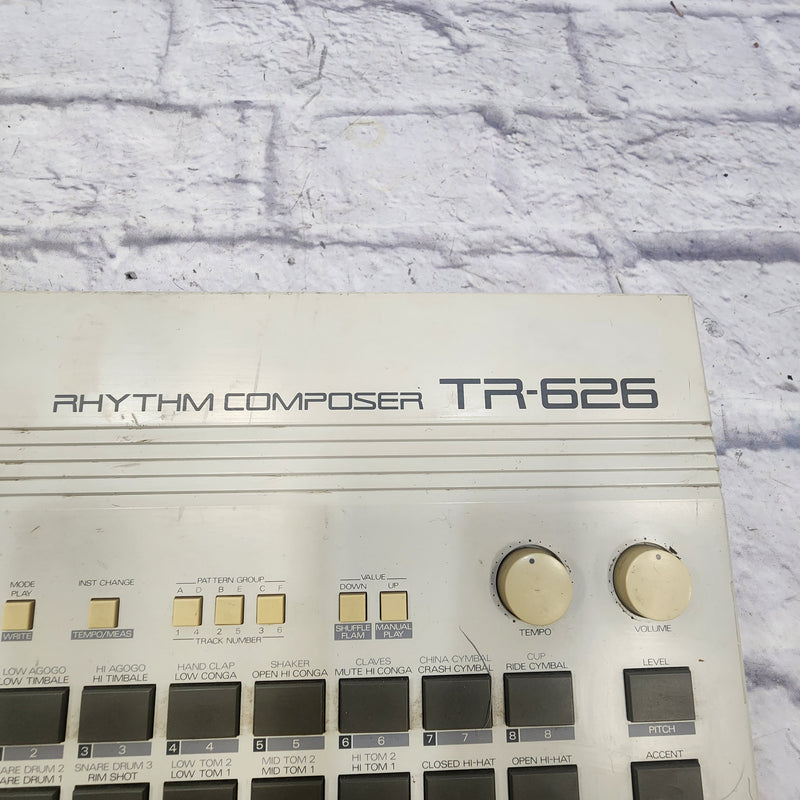 RHYTHM COMPOSER TR-626
MODE PLAY WRITE
INST CHANGE TEMPO/MEAS
PATTERN GROUP
A D B E C F
1 4 2 5 3 6
TRACK NUMBER
VALUE
DOWN UP
SHUFFLE FLAM MANUAL PLAY
TEMPO VOLUME
LOW AGOGO HI AGOGO HAND CLAP SHAKER CLAVES CHINA CYMBAL CUP LEVEL
LOW TIMBALE HI TIMBALE LOW CONGA OPEN HI CONGA MUTE HI CONGA CRASH CYMBAL RIDE CYMBAL
2 3 3 4 4 5 5 6 6 7 7 8 8 PITCH
SNARE DRUM 3 LOW TOM 2 MID TOM 2 HI TOM 2 CLOSED HI-HAT OPEN HI-HAT ACCENT
RIM SHOT LOW TOM 1 MID TOM 1 HI TOM 1